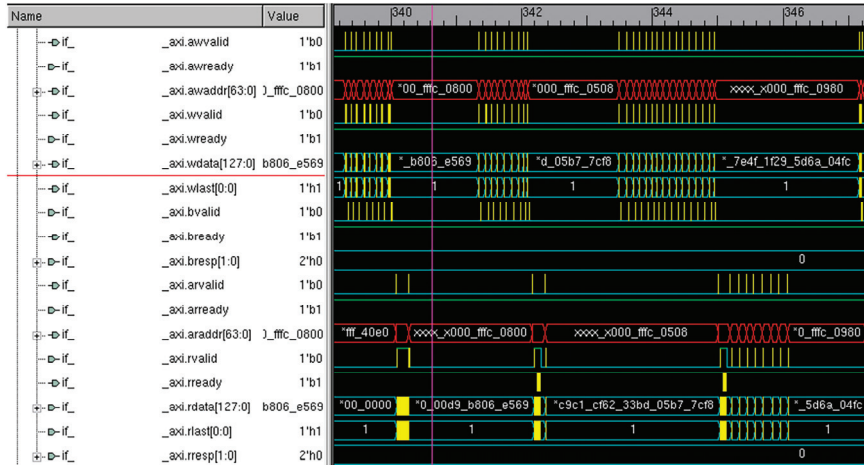 Name Value 340 342 344 346
if_ _axi.awvalid 1'b0
if_ _axi.awready 1'b1
if_ _axi.awaddr[63:0] )_fffc_0800 *00_fffc_0800 *000_fffc_0508 xxxx_x000_fffc_0980
if_ _axi.wvalid 1'b0
if_ _axi.wready 1'b1
if_ _axi.wdata[127:0] b806_e569 *_b806_e569 *d_05b7_7cf8 *_7e4f_1f29_5d6a_04fc
if_ _axi.wlast[0:0] 1'h1 1 1 1 1
if_ _axi.bvalid 1'b0
if_ _axi.bready 1'b1
if_ _axi.bresp[1:0] 2'h0 0
if_ _axi.arvalid 1'b0
if_ _axi.arready 1'b1
if_ _axi.araddr[63:0] )_fffc_0800 *fff_40e0 xxxx_x000_fffc_0800 xxxx_x000_fffc_0508 *0_fffc_0980
if_ _axi.rvalid 1'b0
if_ _axi.rready 1'b1
if_ _axi.rdata[127:0] b806_e569 *00_0000 *0_00d9_b806_e569 *c9c1_cf62_33bd_05b7_7cf8 *_5d6a_04fc
if_ _axi.rlast[0:0] 1'h1 1 1 1 1
if_ _axi.rresp[1:0] 2'h0 0